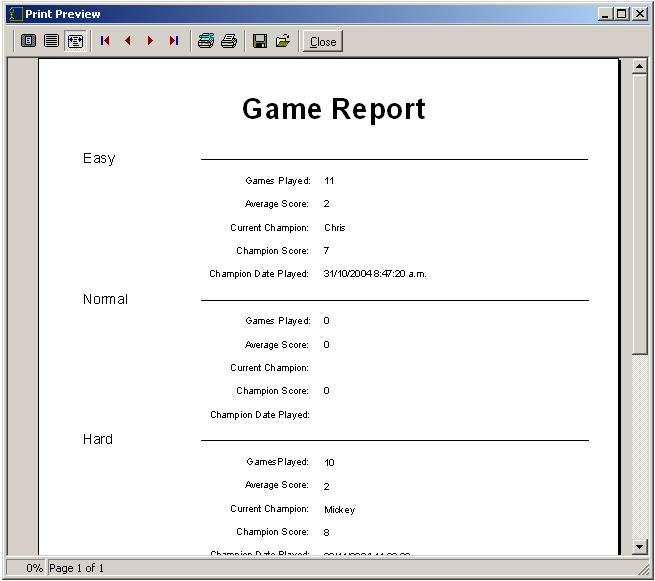 Print Preview
Close
Game Report
Easy
Games Played: 11
Average Score: 2
Current Champion: Chris
Champion Score: 7
Champion Date Played: 31/10/2004 8:47:20 a.m.
Normal
Games Played: 0
Average Score: 0
Current Champion:
Champion Score: 0
Champion Date Played:
Hard
Games Played: 10
Average Score: 2
Current Champion: Mickey
Champion Score: 8
Champion Date Played:
0% Page 1 of 1